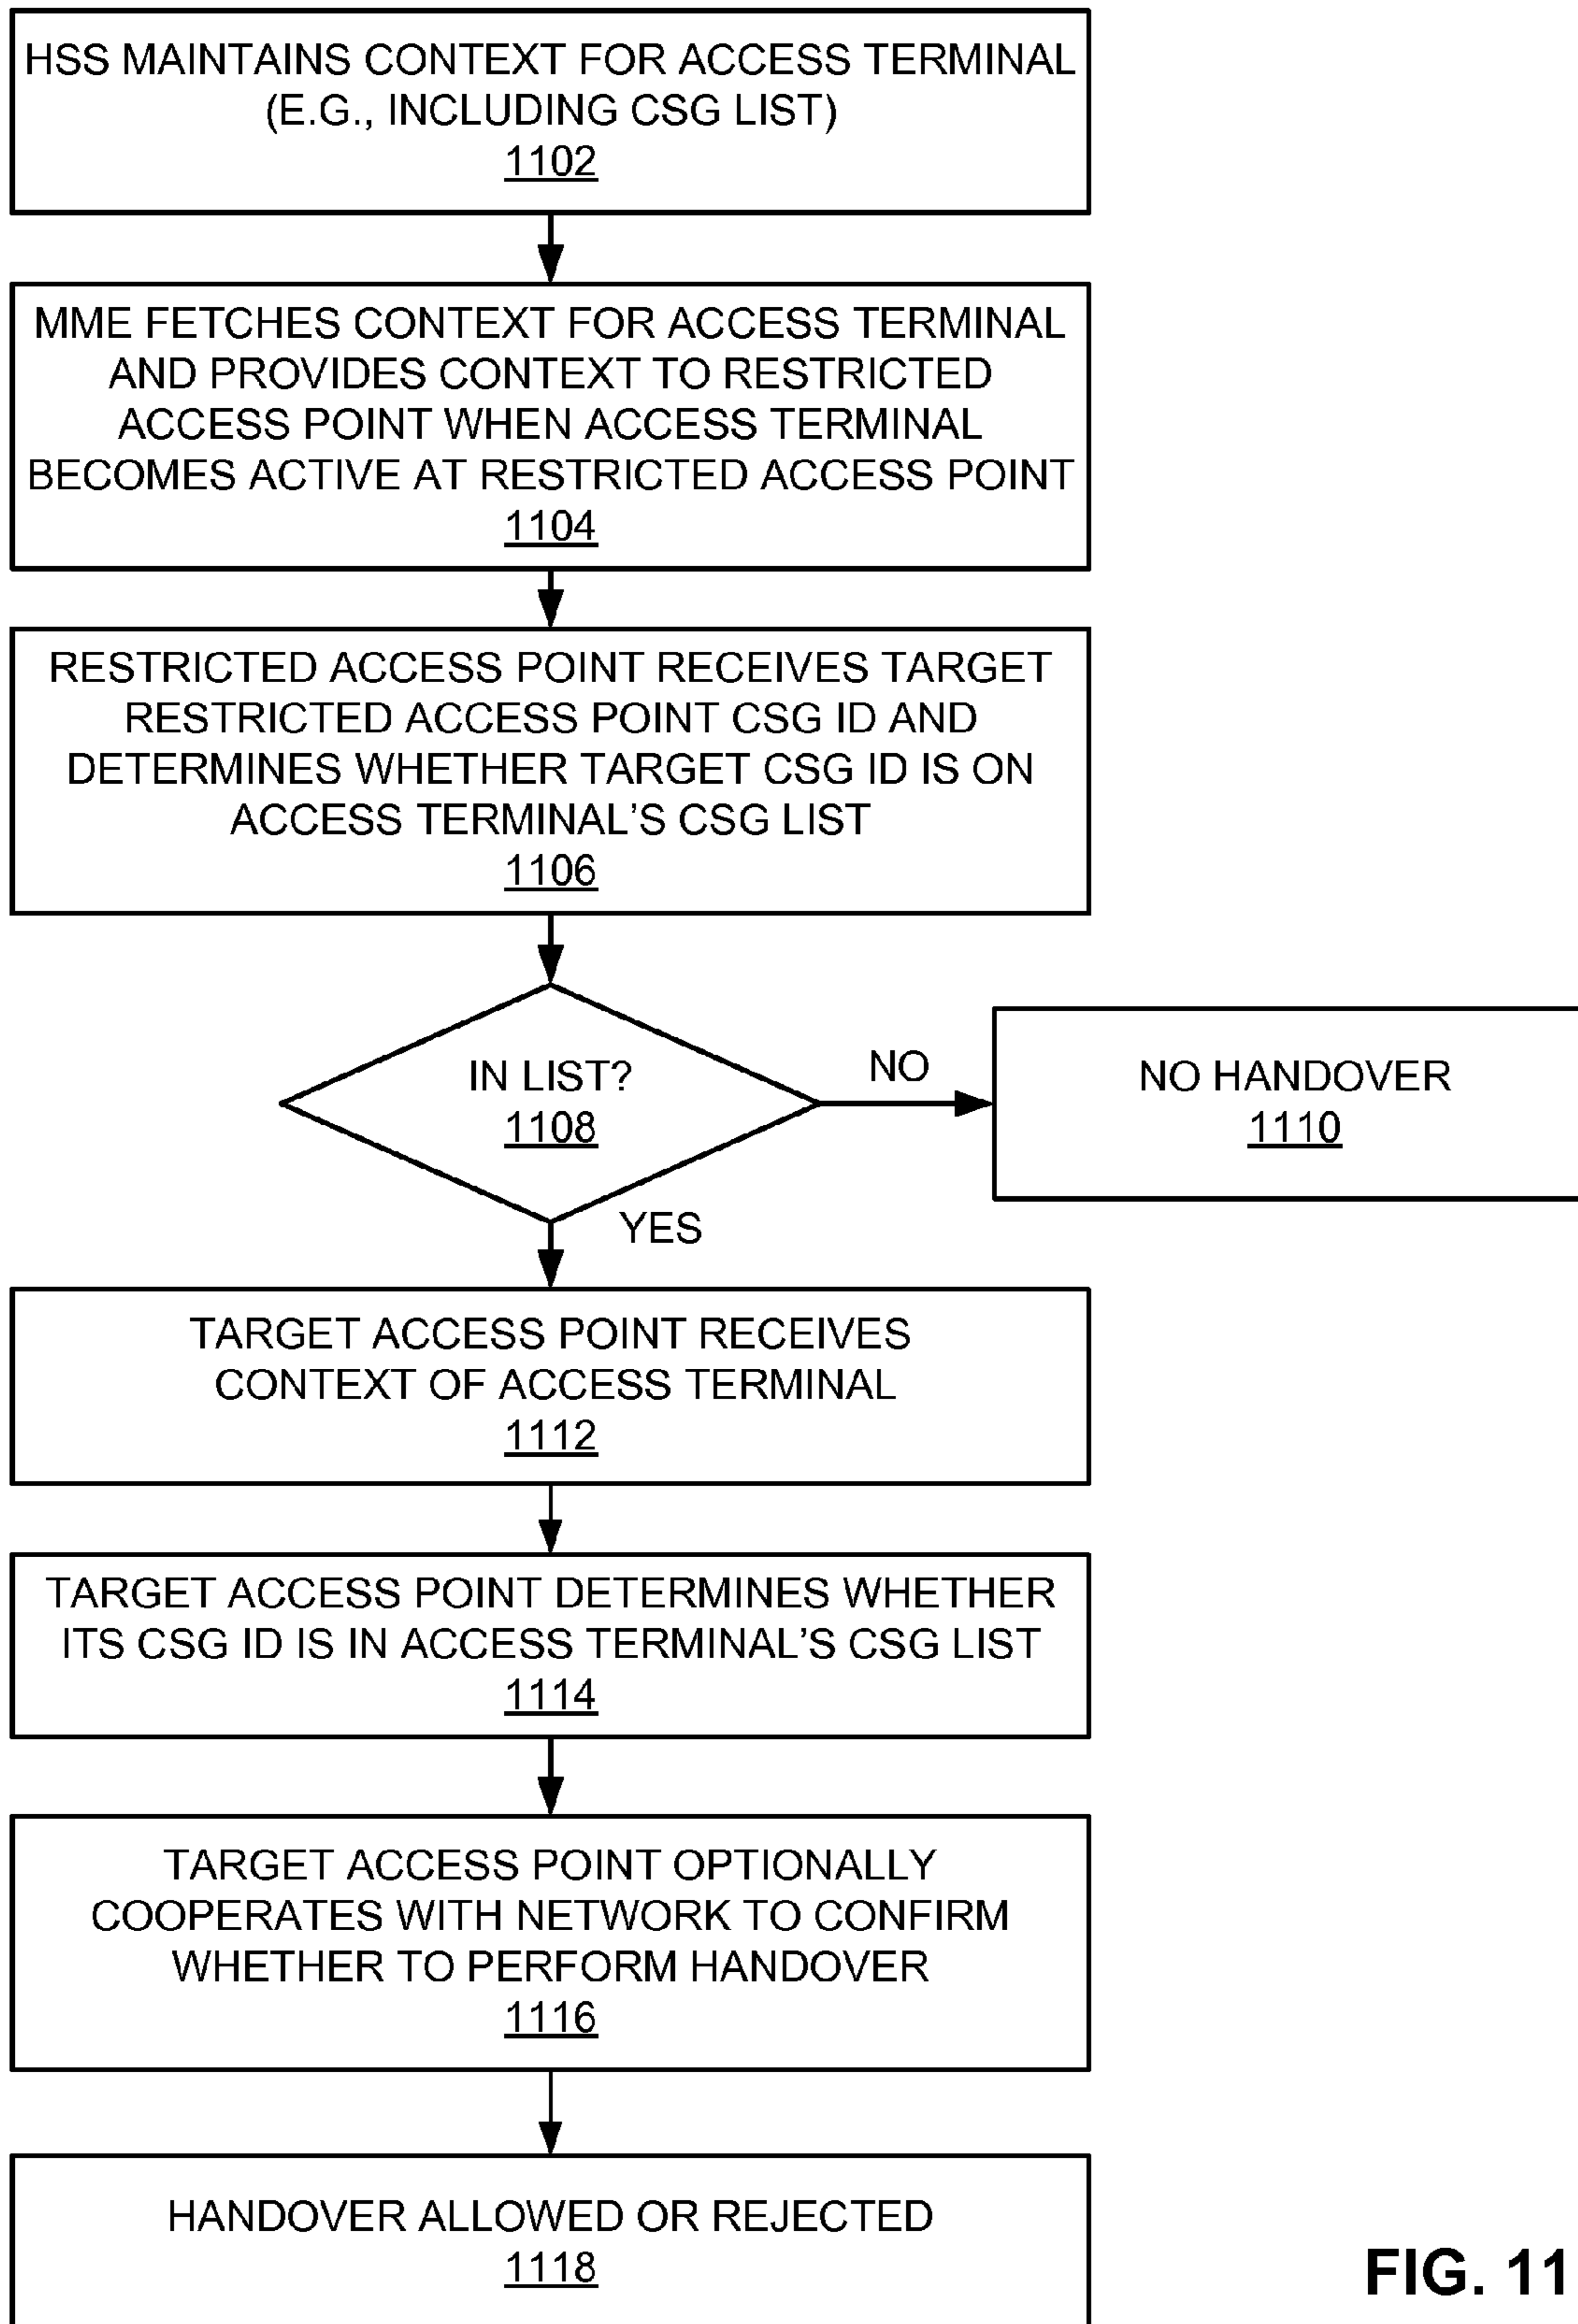 HSS MAINTAINS CONTEXT FOR ACCESS TERMINAL
(E.G., INCLUDING CSG LIST)
1102
MME FETCHES CONTEXT FOR ACCESS TERMINAL
AND PROVIDES CONTEXT TO RESTRICTED
ACCESS POINT WHEN ACCESS TERMINAL
BECOMES ACTIVE AT RESTRICTED ACCESS POINT
1104
RESTRICTED ACCESS POINT RECEIVES TARGET
RESTRICTED ACCESS POINT CSG ID AND
DETERMINES WHETHER TARGET CSG ID IS ON
ACCESS TERMINAL'S CSG LIST
1106
IN LIST?
1108
NO
NO HANDOVER
1110
YES
TARGET ACCESS POINT RECEIVES
CONTEXT OF ACCESS TERMINAL
1112
TARGET ACCESS POINT DETERMINES WHETHER
ITS CSG ID IS IN ACCESS TERMINAL'S CSG LIST
1114
TARGET ACCESS POINT OPTIONALLY
COOPERATES WITH NETWORK TO CONFIRM
WHETHER TO PERFORM HANDOVER
1116
HANDOVER ALLOWED OR REJECTED
1118
FIG. 11